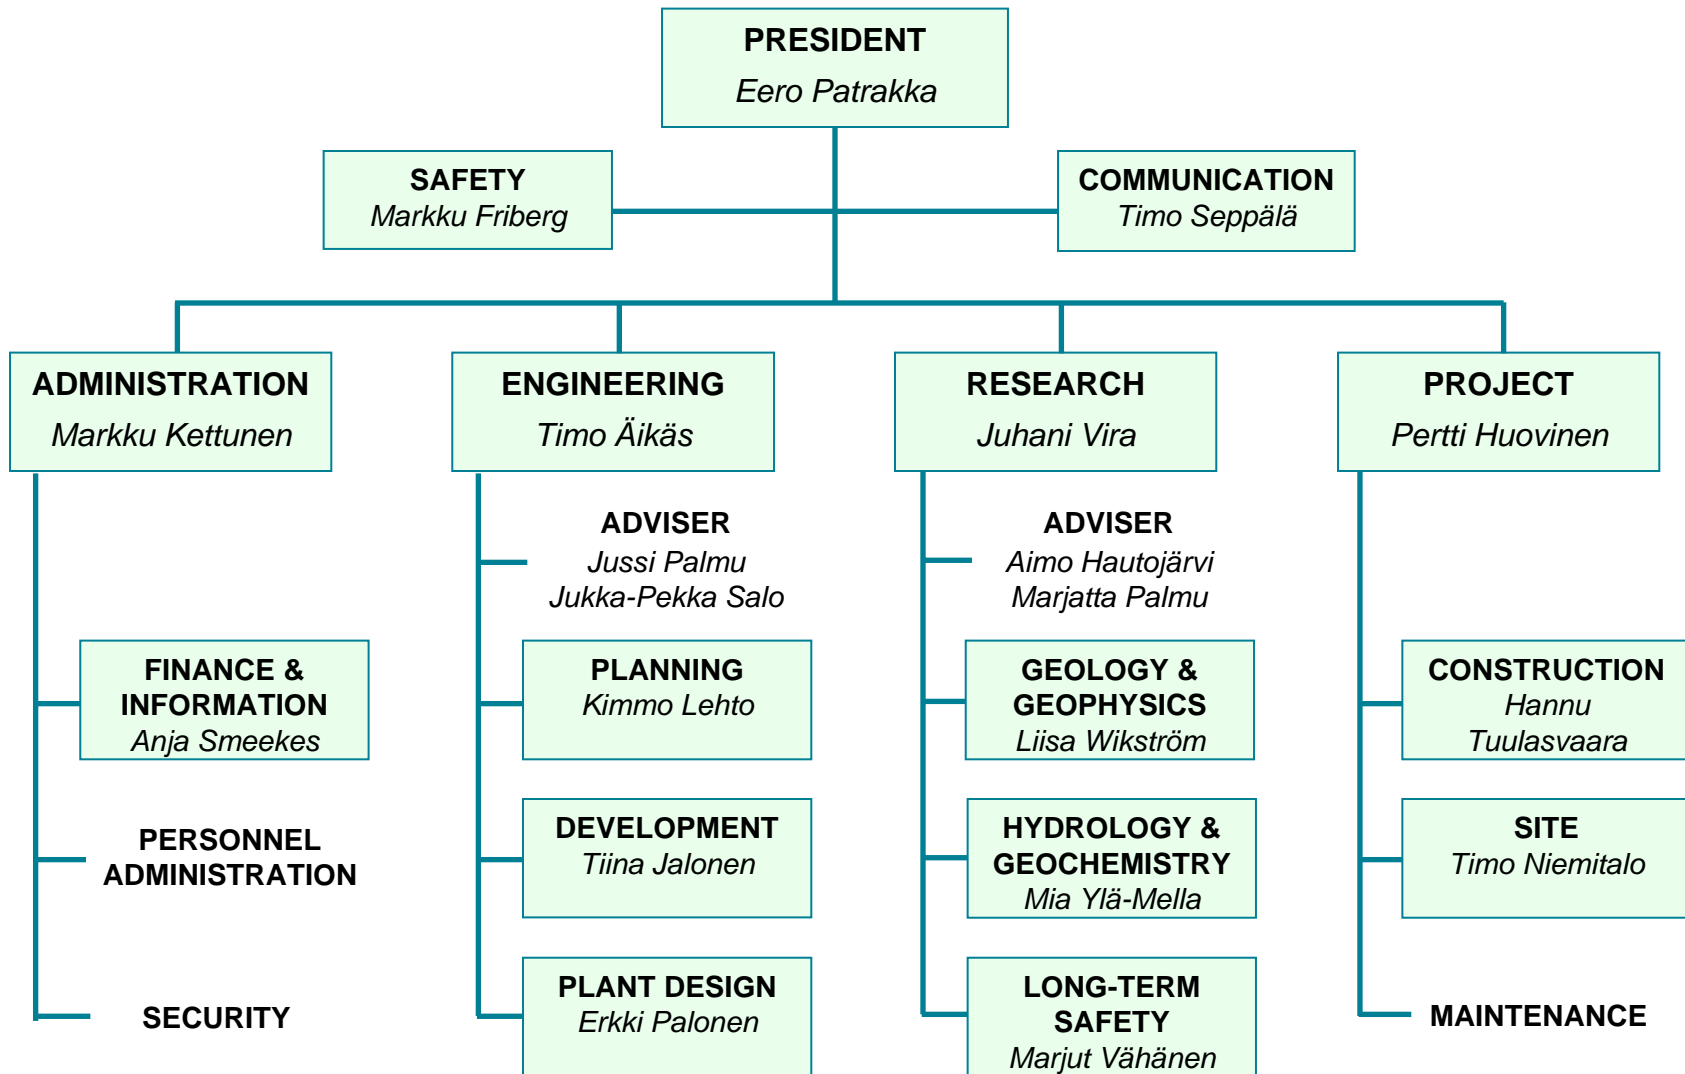 PRESIDENT
Eero Patrakka
SAFETY
Markku Friberg
COMMUNICATION
Timo Seppälä
ADMINISTRATION
Markku Kettunen
ENGINEERING
Timo Äikäs
RESEARCH
Juhani Vira
PROJECT
Pertti Huovinen
ADVISER
Jussi Palmu
Jukka-Pekka Salo
ADVISER
Aimo Hautojärvi
Marjatta Palmu
FINANCE &
INFORMATION
Anja Smeekes
PLANNING
Kimmo Lehto
GEOLOGY &
GEOPHYSICS
Liisa Wikström
CONSTRUCTION
Hannu
Tuulasvaara
PERSONNEL
ADMINISTRATION
DEVELOPMENT
Tiina Jalonen
HYDROLOGY &
GEOCHEMISTRY
Mia Ylä-Mella
SITE
Timo Niemitalo
SECURITY
PLANT DESIGN
Erkki Palonen
LONG-TERM
SAFETY
Marjut Vähänen
MAINTENANCE